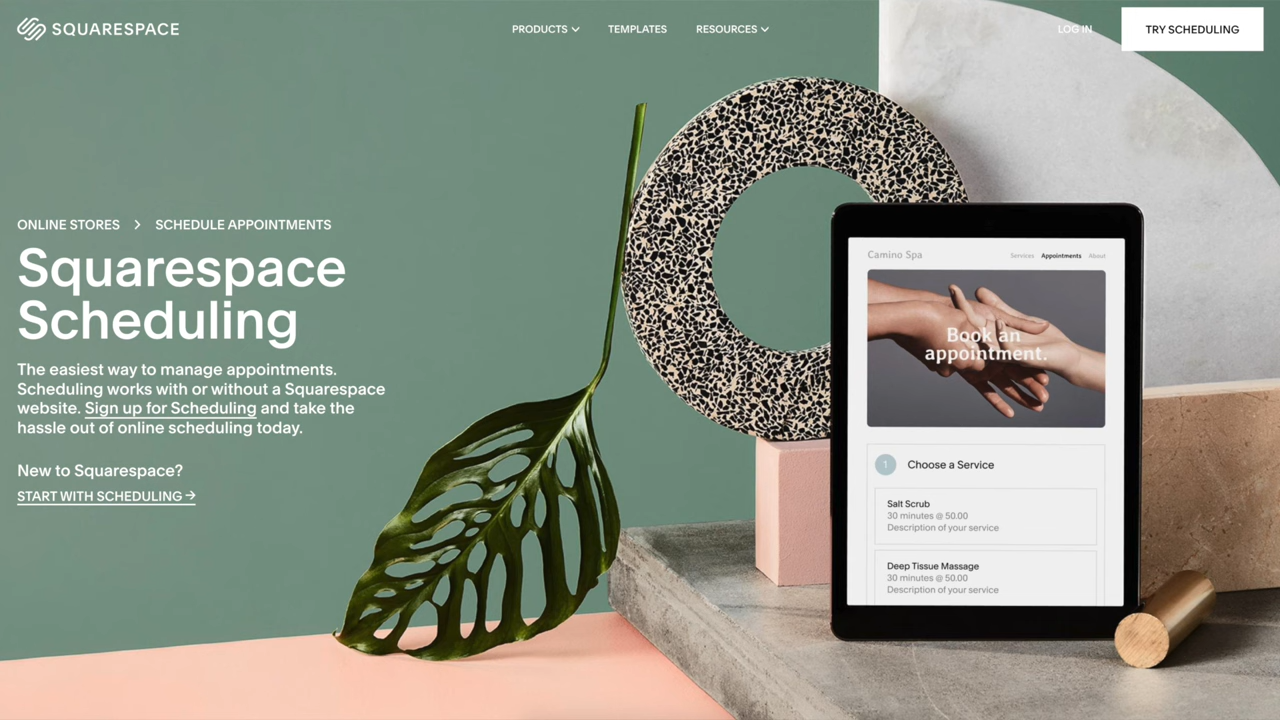 SQUARESPACE
PRODUCTS
TEMPLATES
RESOURCES
LOG IN
TRY SCHEDULING
ONLINE STORES > SCHEDULE APPOINTMENTS
Squarespace
Scheduling
The easiest way to manage appointments.
Scheduling works with or without a Squarespace
website. Sign up for Scheduling and take the
hassle out of online scheduling today.
New to Squarespace?
START WITH SCHEDULING →
Camino Spa
Services Appointments About
Book an
appointment.
1 Choose a Service
Salt Scrub
30 minutes @ 50.00
Description of your service
Deep Tissue Massage
30 minutes @ 50.00
Description of your service